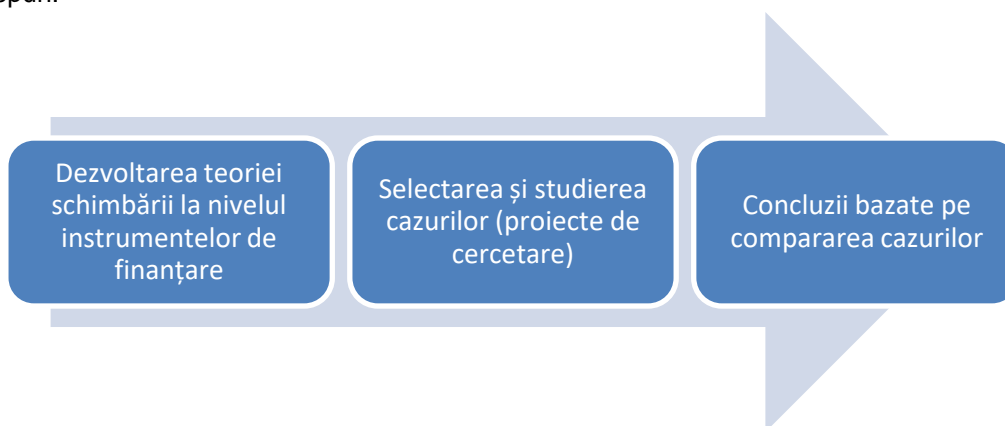 Dezvoltarea teoriei
schimbării la nivelul
instrumentelor de
finanțare
Selectarea și studierea
cazurilor (proiecte de
cercetare)
Concluzii bazate pe
compararea cazurilor